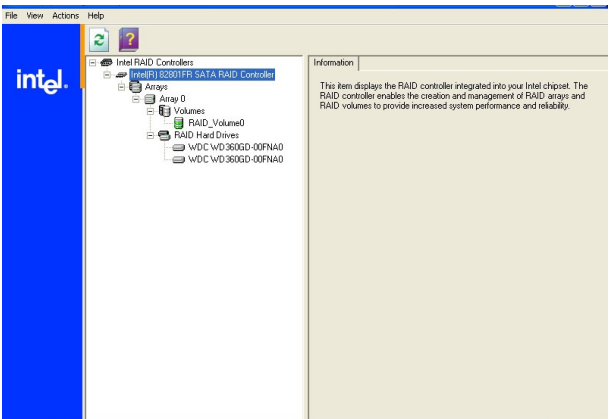 File View Actions Help
intel.
Intel RAID Controllers
Intel(R) 82801FR SATA RAID Controller
Arrays
Array 0
Volumes
RAID_Volume0
RAID Hard Drives
WDC WD360GD-00FNA0
WDC WD360GD-00FNA0
Information
This item displays the RAID controller integrated into your Intel chipset. The
RAID controller enables the creation and management of RAID arrays and
RAID volumes to provide increased system performance and reliability.